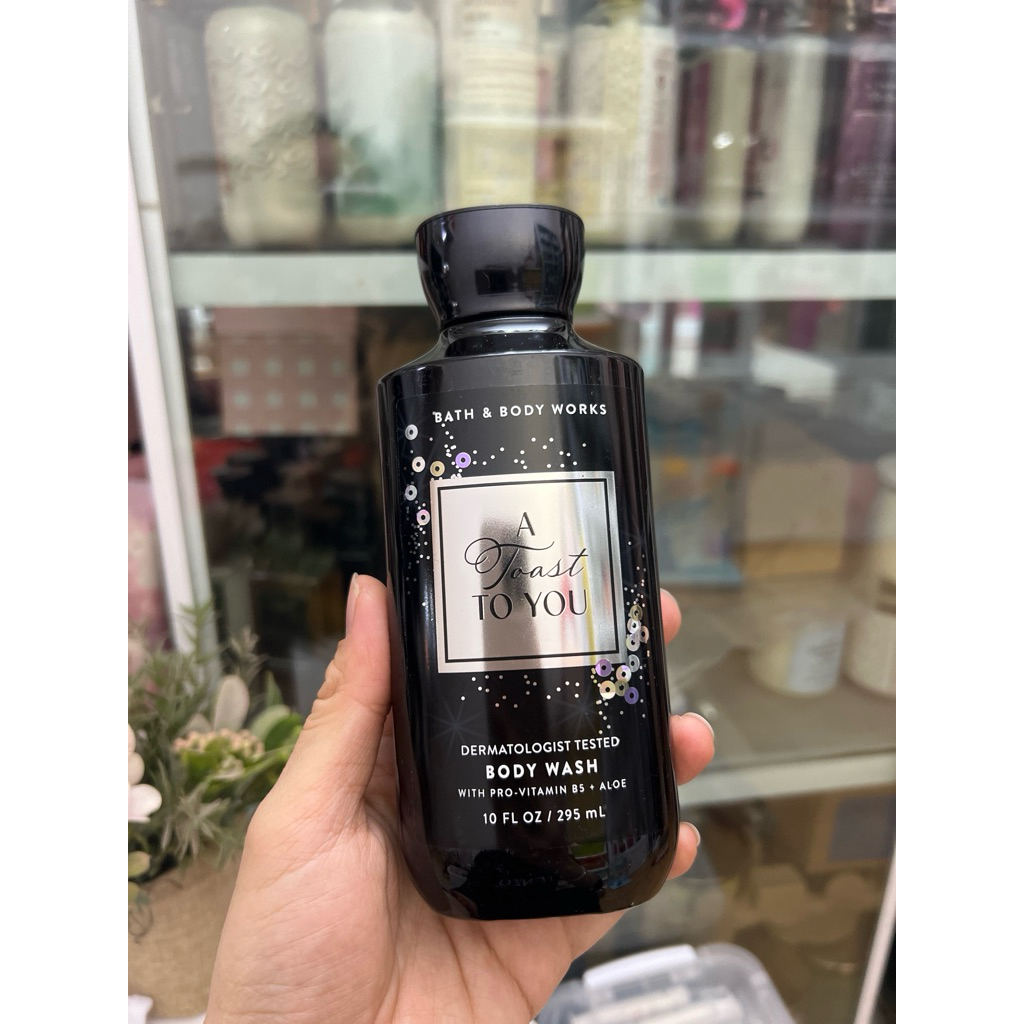 BATH & BODY WORKS
A
Toast
TO YOU
DERMATOLOGIST TESTED
BODY WASH
WITH PRO-VITAMIN B5 + ALOE
10 FL OZ / 295 mL